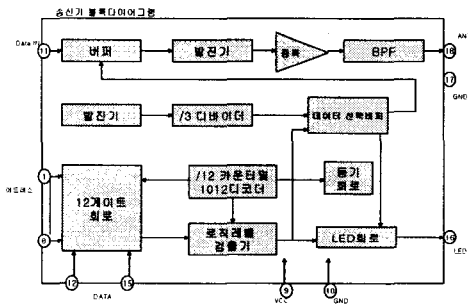 송신기 블록다이어그램
Data
11
버퍼
발진기
증폭
BPF
AN
18
17
GND
발진기
/3 디바이더
데이터 선택버퍼
1
어드레스
8
12게이트
회로
/12 카운터및
1012디코더
동기
회로
로직레벨
검출기
LED회로
16
LED
12
15
DATA
9
VCC
10
GND